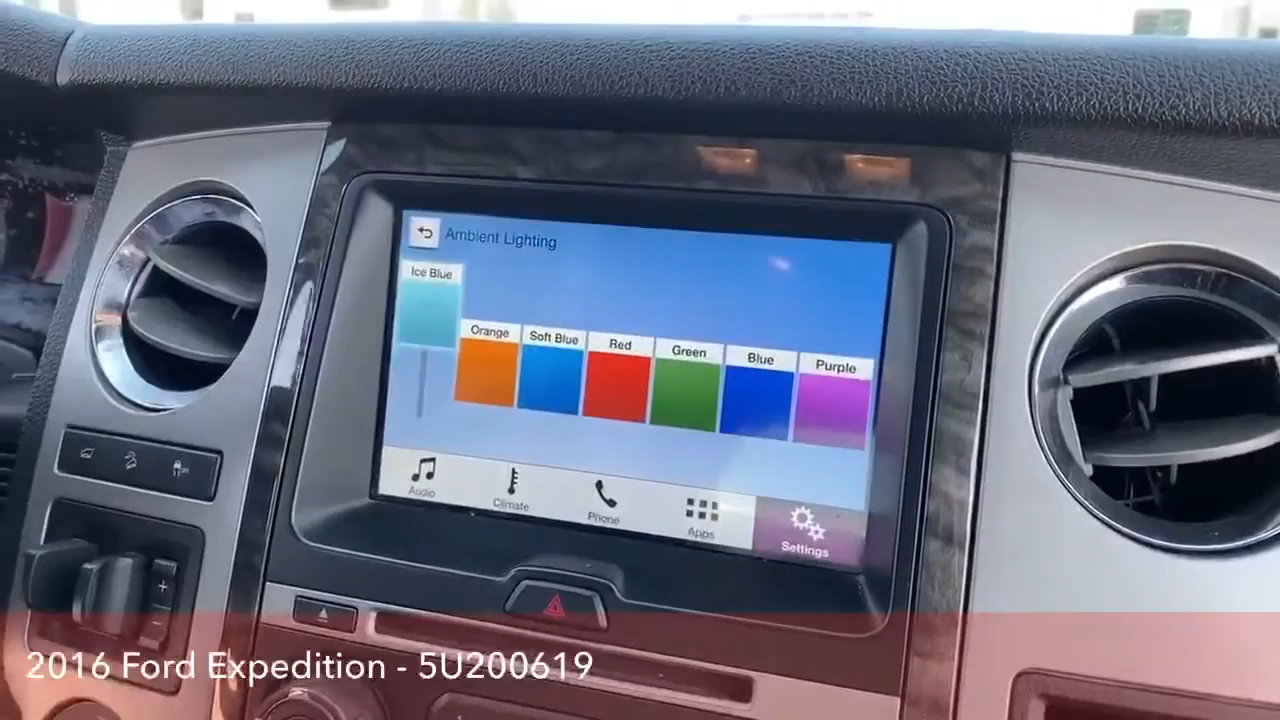 Ambient Lighting
Ice Blue
Orange
Soft Blue
Red
Green
Blue
Purple
Audio
Climate
Phone
Apps
Settings
+
2016 Ford Expedition - 5U200619